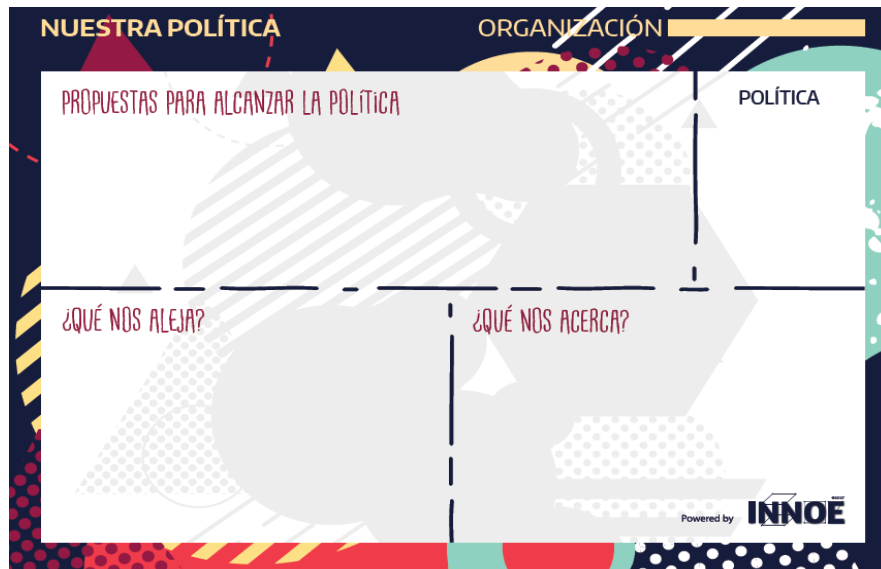 NUESTRA POLÍTICA
ORGANIZACIÓN
PROPUESTAS PARA ALCANZAR LA POLÍTICA
POLÍTICA
¿QUÉ NOS ALEJA?
¿QUÉ NOS ACERCA?
Powered by INNOË